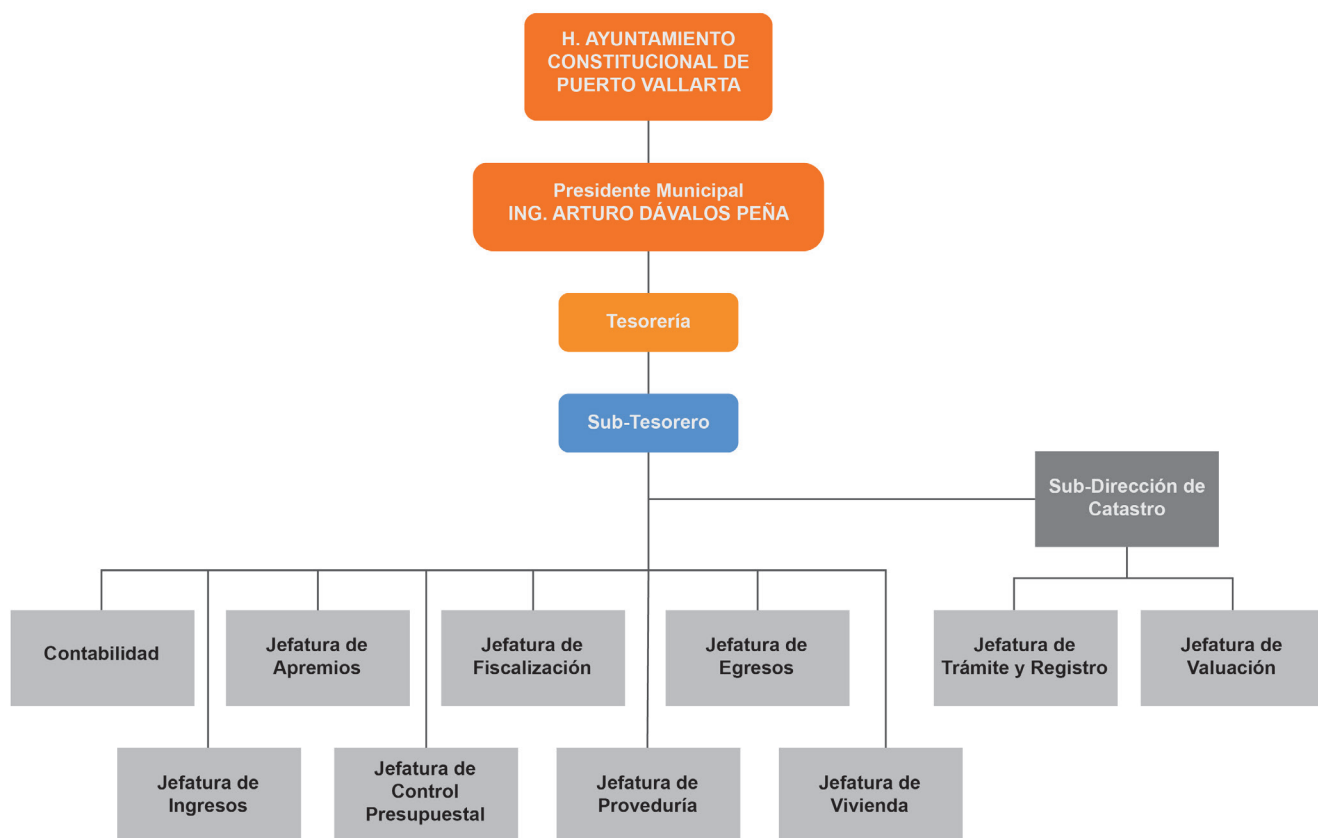 H. AYUNTAMIENTO
CONSTITUCIONAL DE
PUERTO VALLARTA
Presidente Municipal
ING. ARTURO DÁVALOS PEÑA
Tesorería
Sub-Tesorero
Sub-Dirección de
Catastro
Contabilidad
Jefatura de
Apremios
Jefatura de
Fiscalización
Jefatura de
Egresos
Jefatura de
Trámite y Registro
Jefatura de
Valuación
Jefatura de
Ingresos
Jefatura de
Control
Presupuestal
Jefatura de
Proveduría
Jefatura de
Vivienda